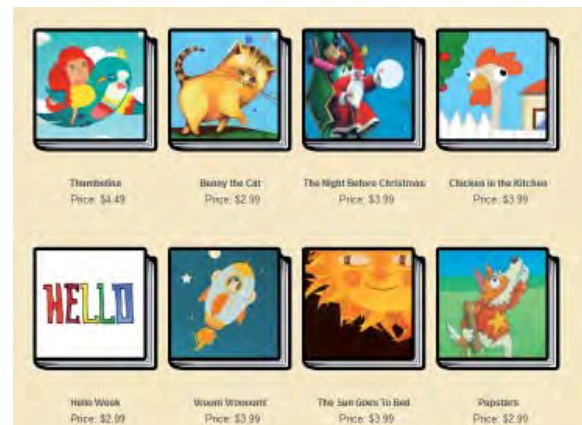 Thumbelina
Benny the Cat
The Night Before Christmas
Chicken in the Kitchen
Price: $4.49
Price: $2.99
Price: $3.99
Price: $3.99
HELLO
Hello Week
The Sun Goes To Bed
Pupstars
Price: $2.99
Price: $3.99
Price: $3.99
Price: $2.99